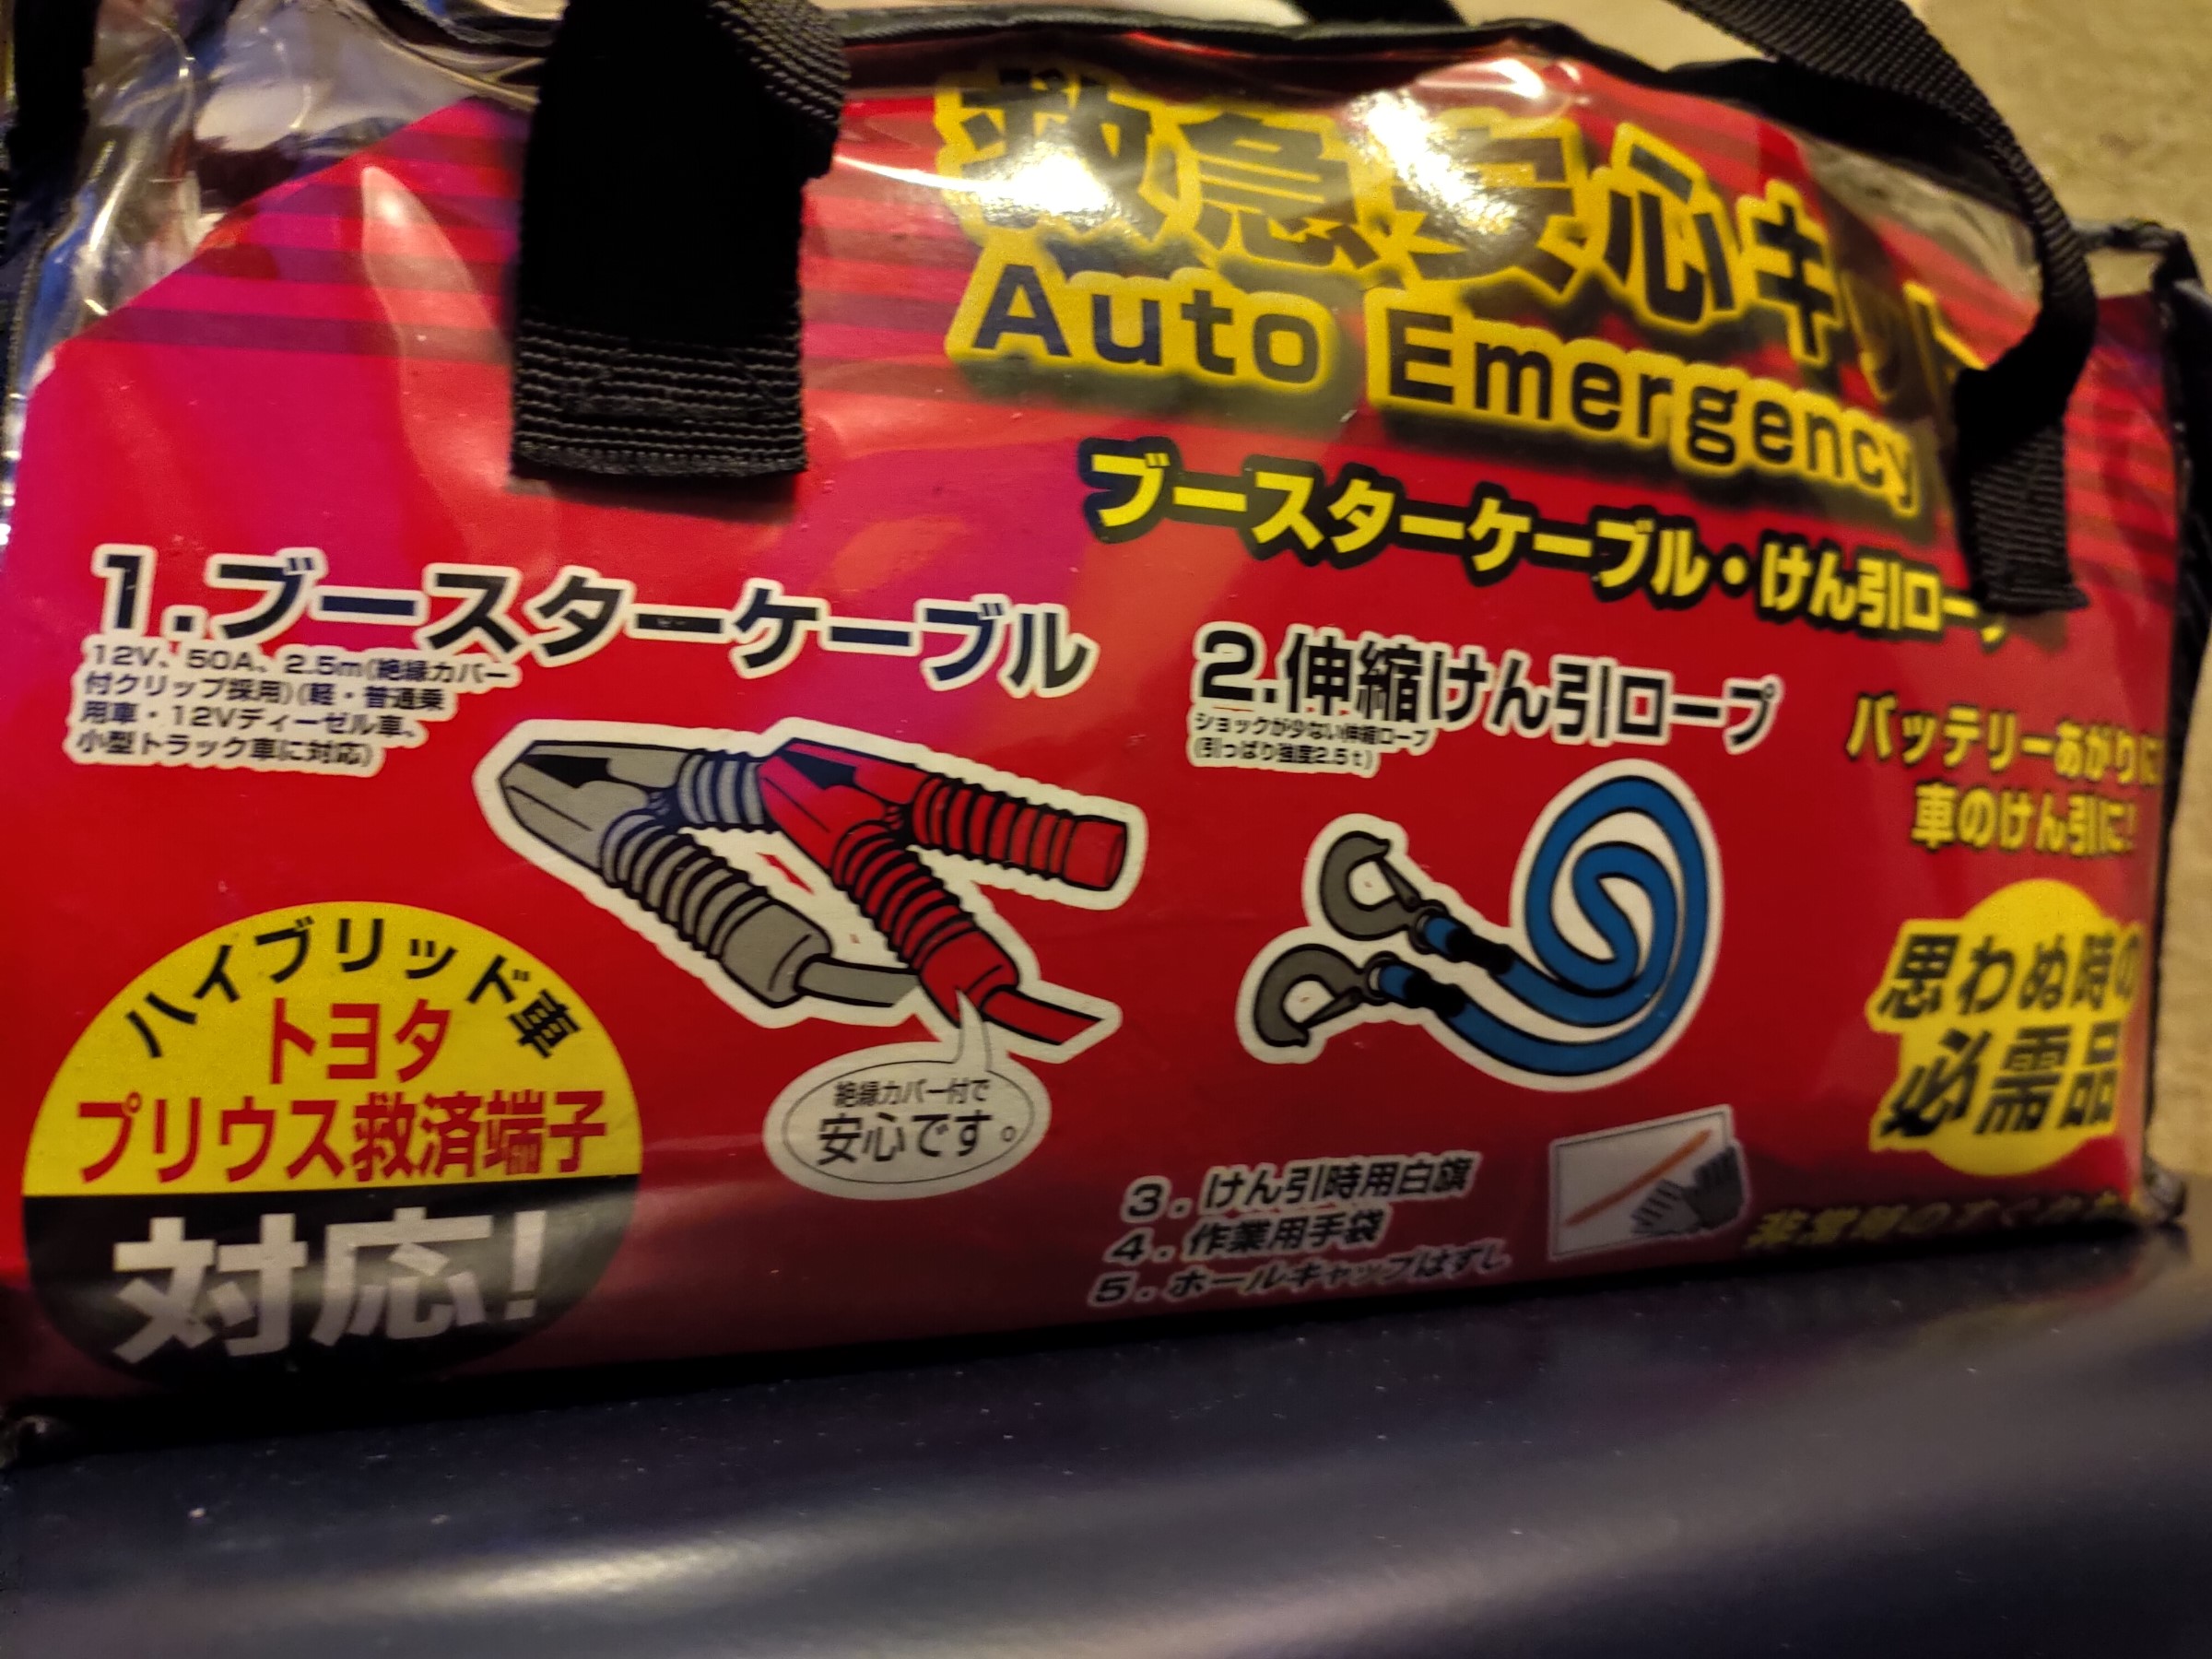 救急安心キット
Auto Emergency
ブースターケーブル・けん引ロープ
1.ブースターケーブル
12V、50A、2.5m(絶縁カバー
付クリップ採用)(軽・普通乗
用車・12Vディーゼル車、
小型トラック車に対応)
2.伸縮けん引ロープ
ショックが少ない伸縮ロープ
(引っぱり強度2.5t)
バッテリーあがりに
車のけん引に!
ハイブリッド車
トヨタ
プリウス救済端子
対応!
絶縁カバー付で
安心です。
思わぬ時の
必需品
3.けん引時用白旗
4.作業用手袋
5.ホールキャップはずし
非常時の